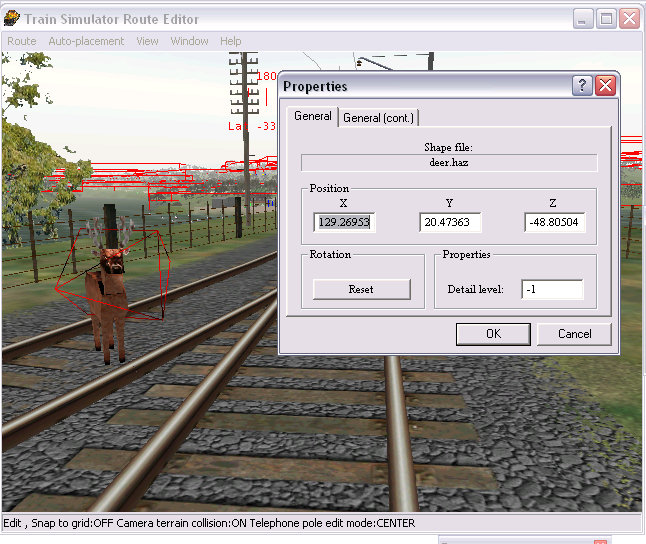 Train Simulator Route Editor
Route Auto-placement View Window Help
180
La -33
Properties
General General (cont.)
Shape file:
deer.haz
Position
X Y Z
129.26953 20.47363 -48.80504
Rotation Properties
Reset Detail level: -1
OK Cancel
Edit , Snap to grid:OFF Camera terrain collision:ON Telephone pole edit mode:CENTER